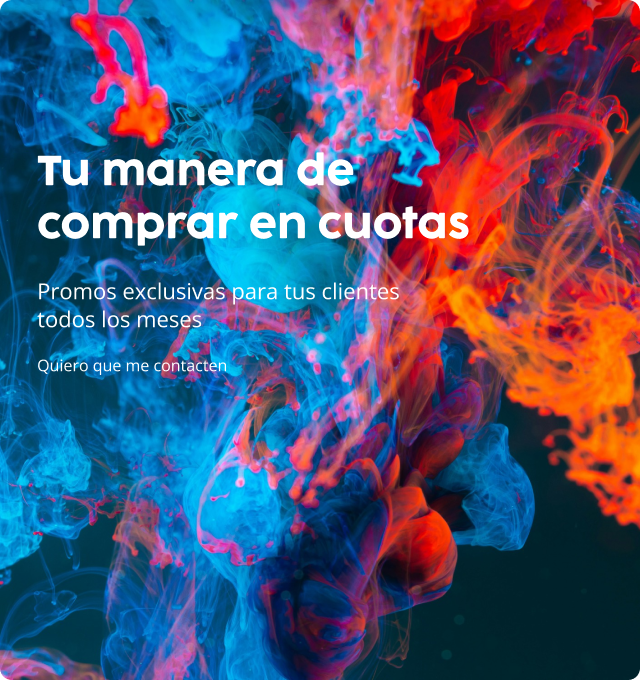 Tu manera de
comprar en cuotas
Promos exclusivas para tus clientes
todos los meses
Quiero que me contacten